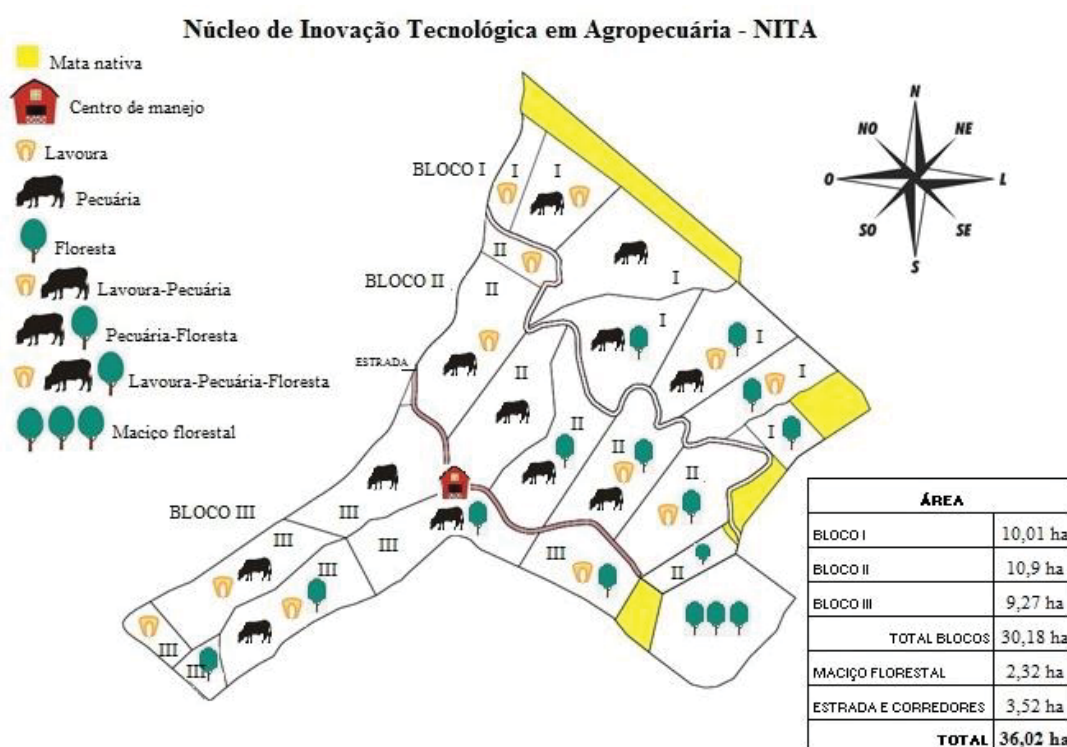 Núcleo de Inovação Tecnológica em Agropecuária - NITA
Mata nativa
Centro de manejo
Lavoura
Pecuária
Floresta
Lavoura-Pecuária
Pecuária-Floresta
Lavoura-Pecuária-Floresta
Maciço florestal
N
NO NE
O L
SO SE
S
BLOCO I I I
II
BLOCO II II I
I I
ESTRADA II I
II II I
II
BLOCO III III
III III III III
II
III III
ÁREA
BLOCO I 10,01 ha
BLOCO II 10,9 ha
BLOCO III 9,27 ha
TOTAL BLOCOS 30,18 ha
MACIÇO FLORESTAL 2,32 ha
ESTRADA E CORREDORES 3,52 ha
TOTAL 36,02 ha